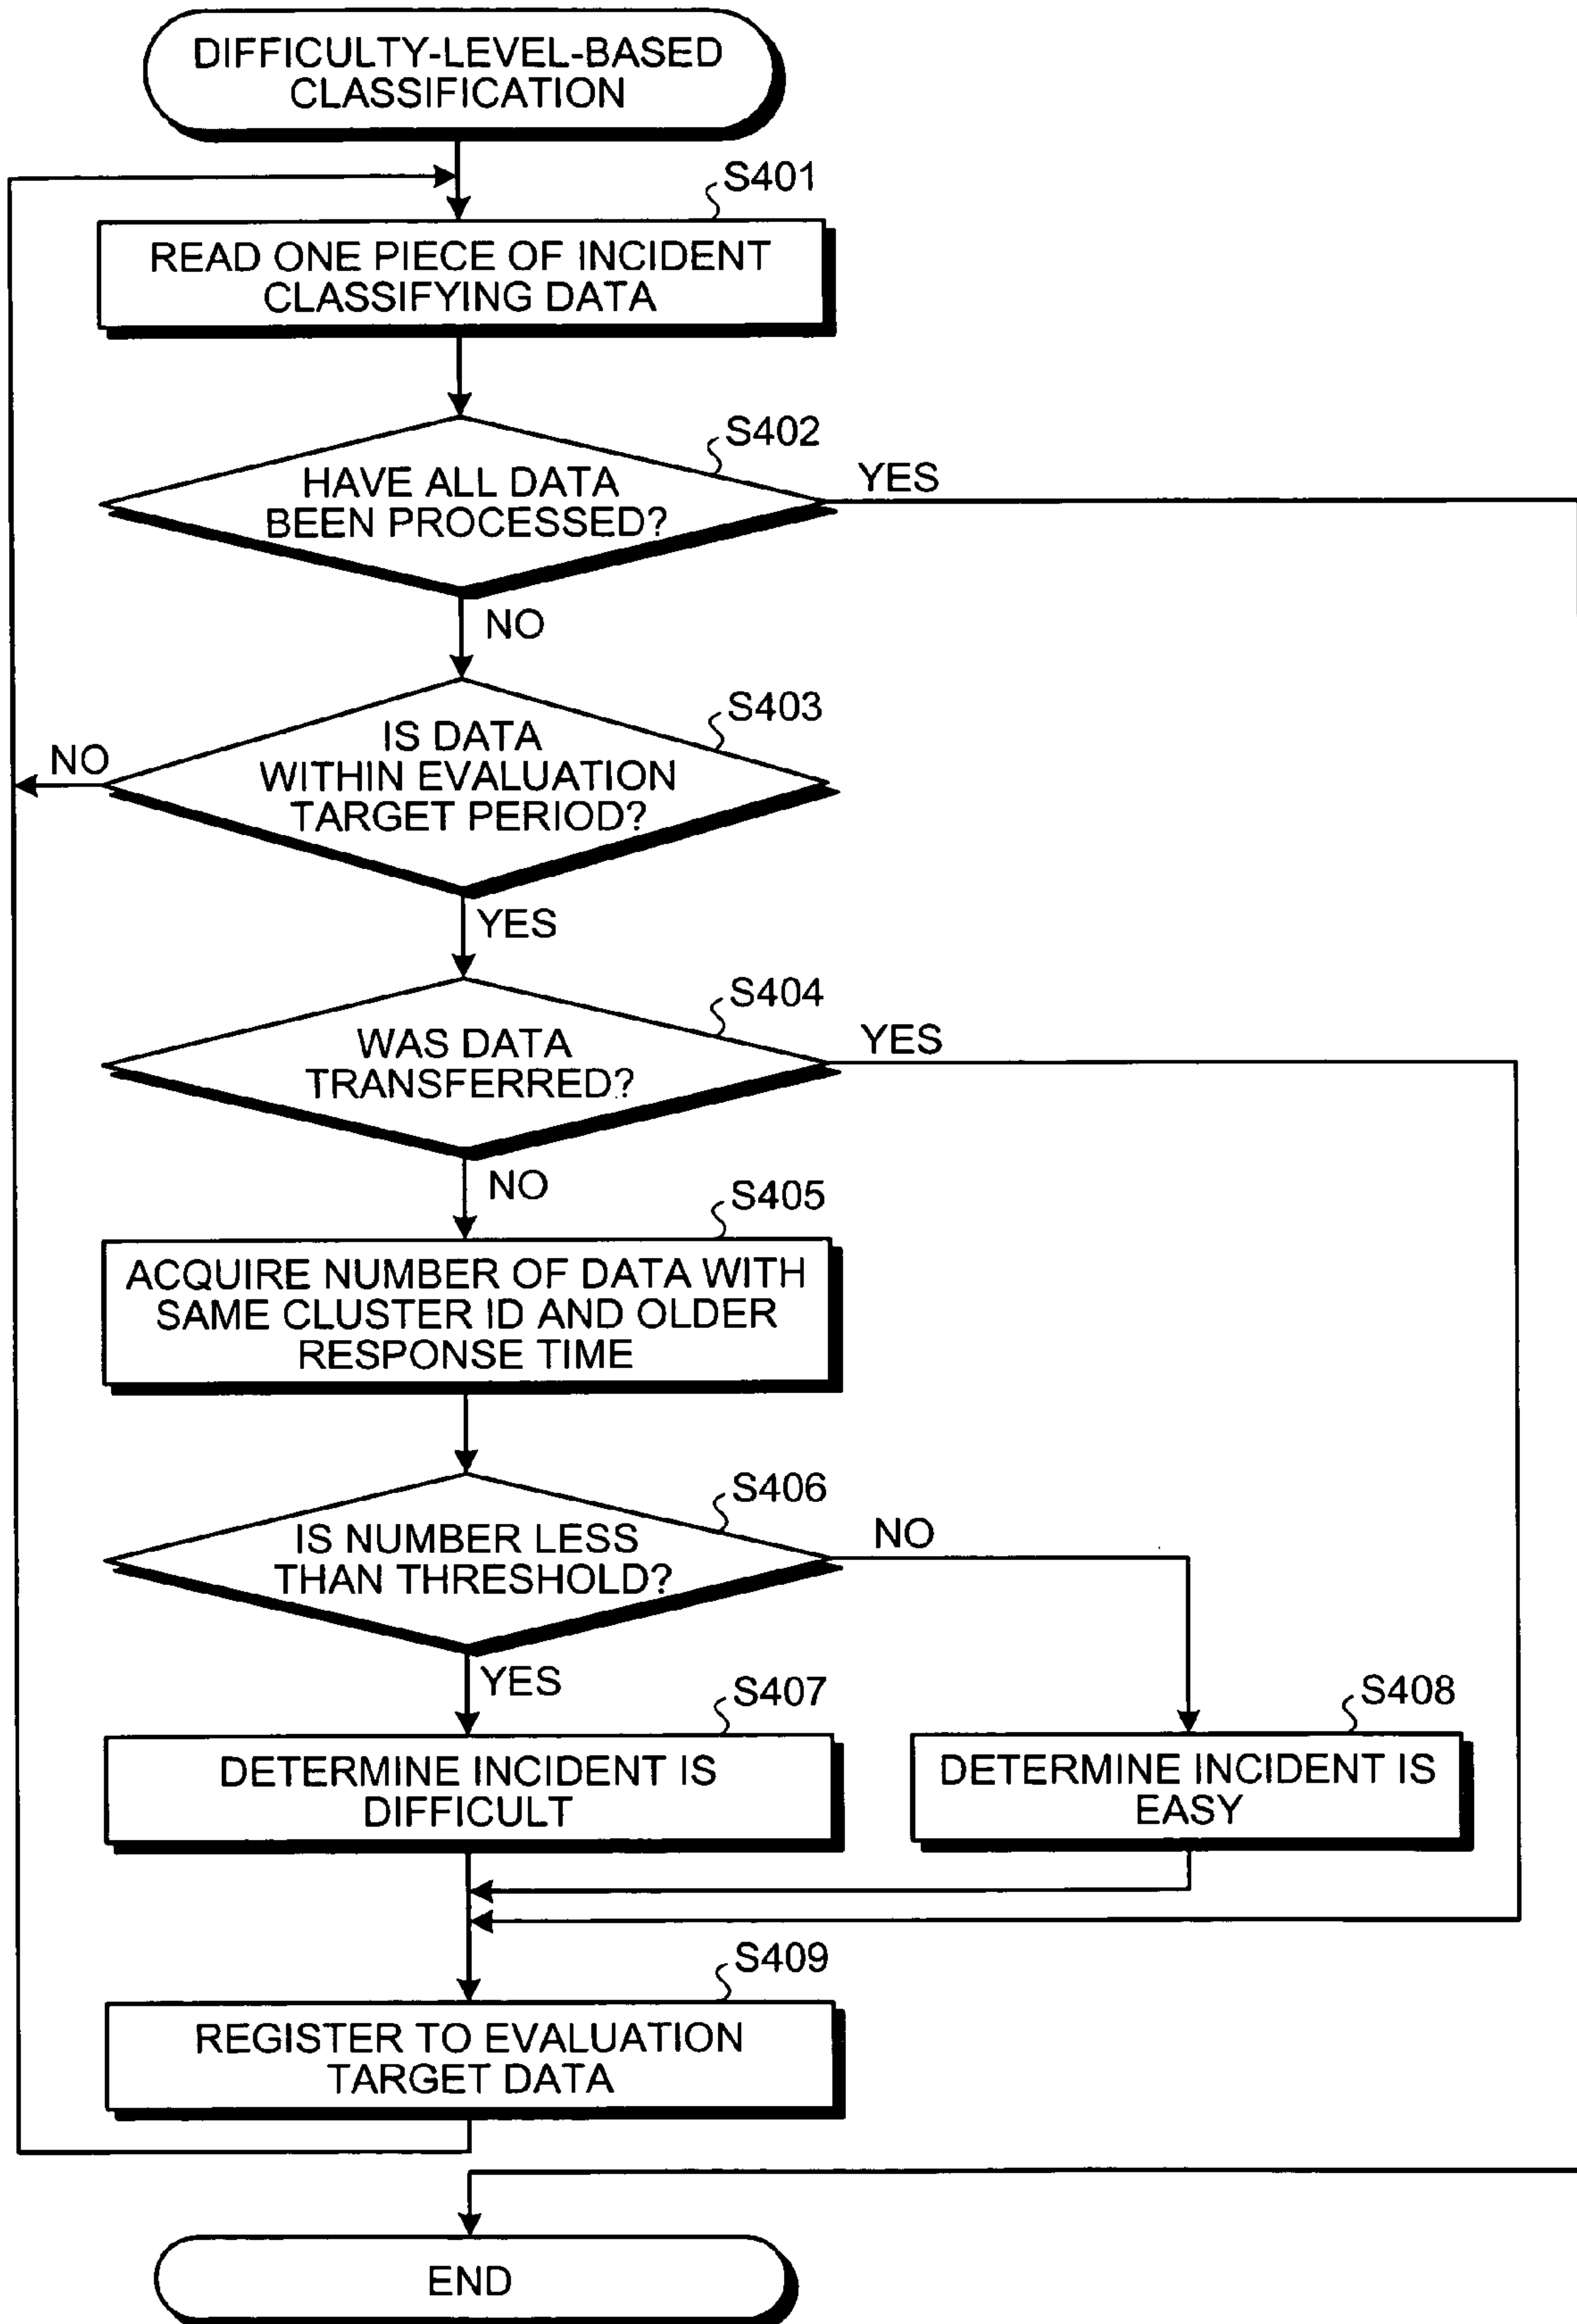 DIFFICULTY-LEVEL-BASED
CLASSIFICATION
S401
READ ONE PIECE OF INCIDENT
CLASSIFYING DATA
S402
HAVE ALL DATA
BEEN PROCESSED?
YES
NO
S403
IS DATA
WITHIN EVALUATION
TARGET PERIOD?
NO
YES
S404
WAS DATA
TRANSFERRED?
YES
NO
S405
ACQUIRE NUMBER OF DATA WITH
SAME CLUSTER ID AND OLDER
RESPONSE TIME
S406
IS NUMBER LESS
THAN THRESHOLD?
NO
YES
S407
DETERMINE INCIDENT IS
DIFFICULT
S408
DETERMINE INCIDENT IS
EASY
S409
REGISTER TO EVALUATION
TARGET DATA
END